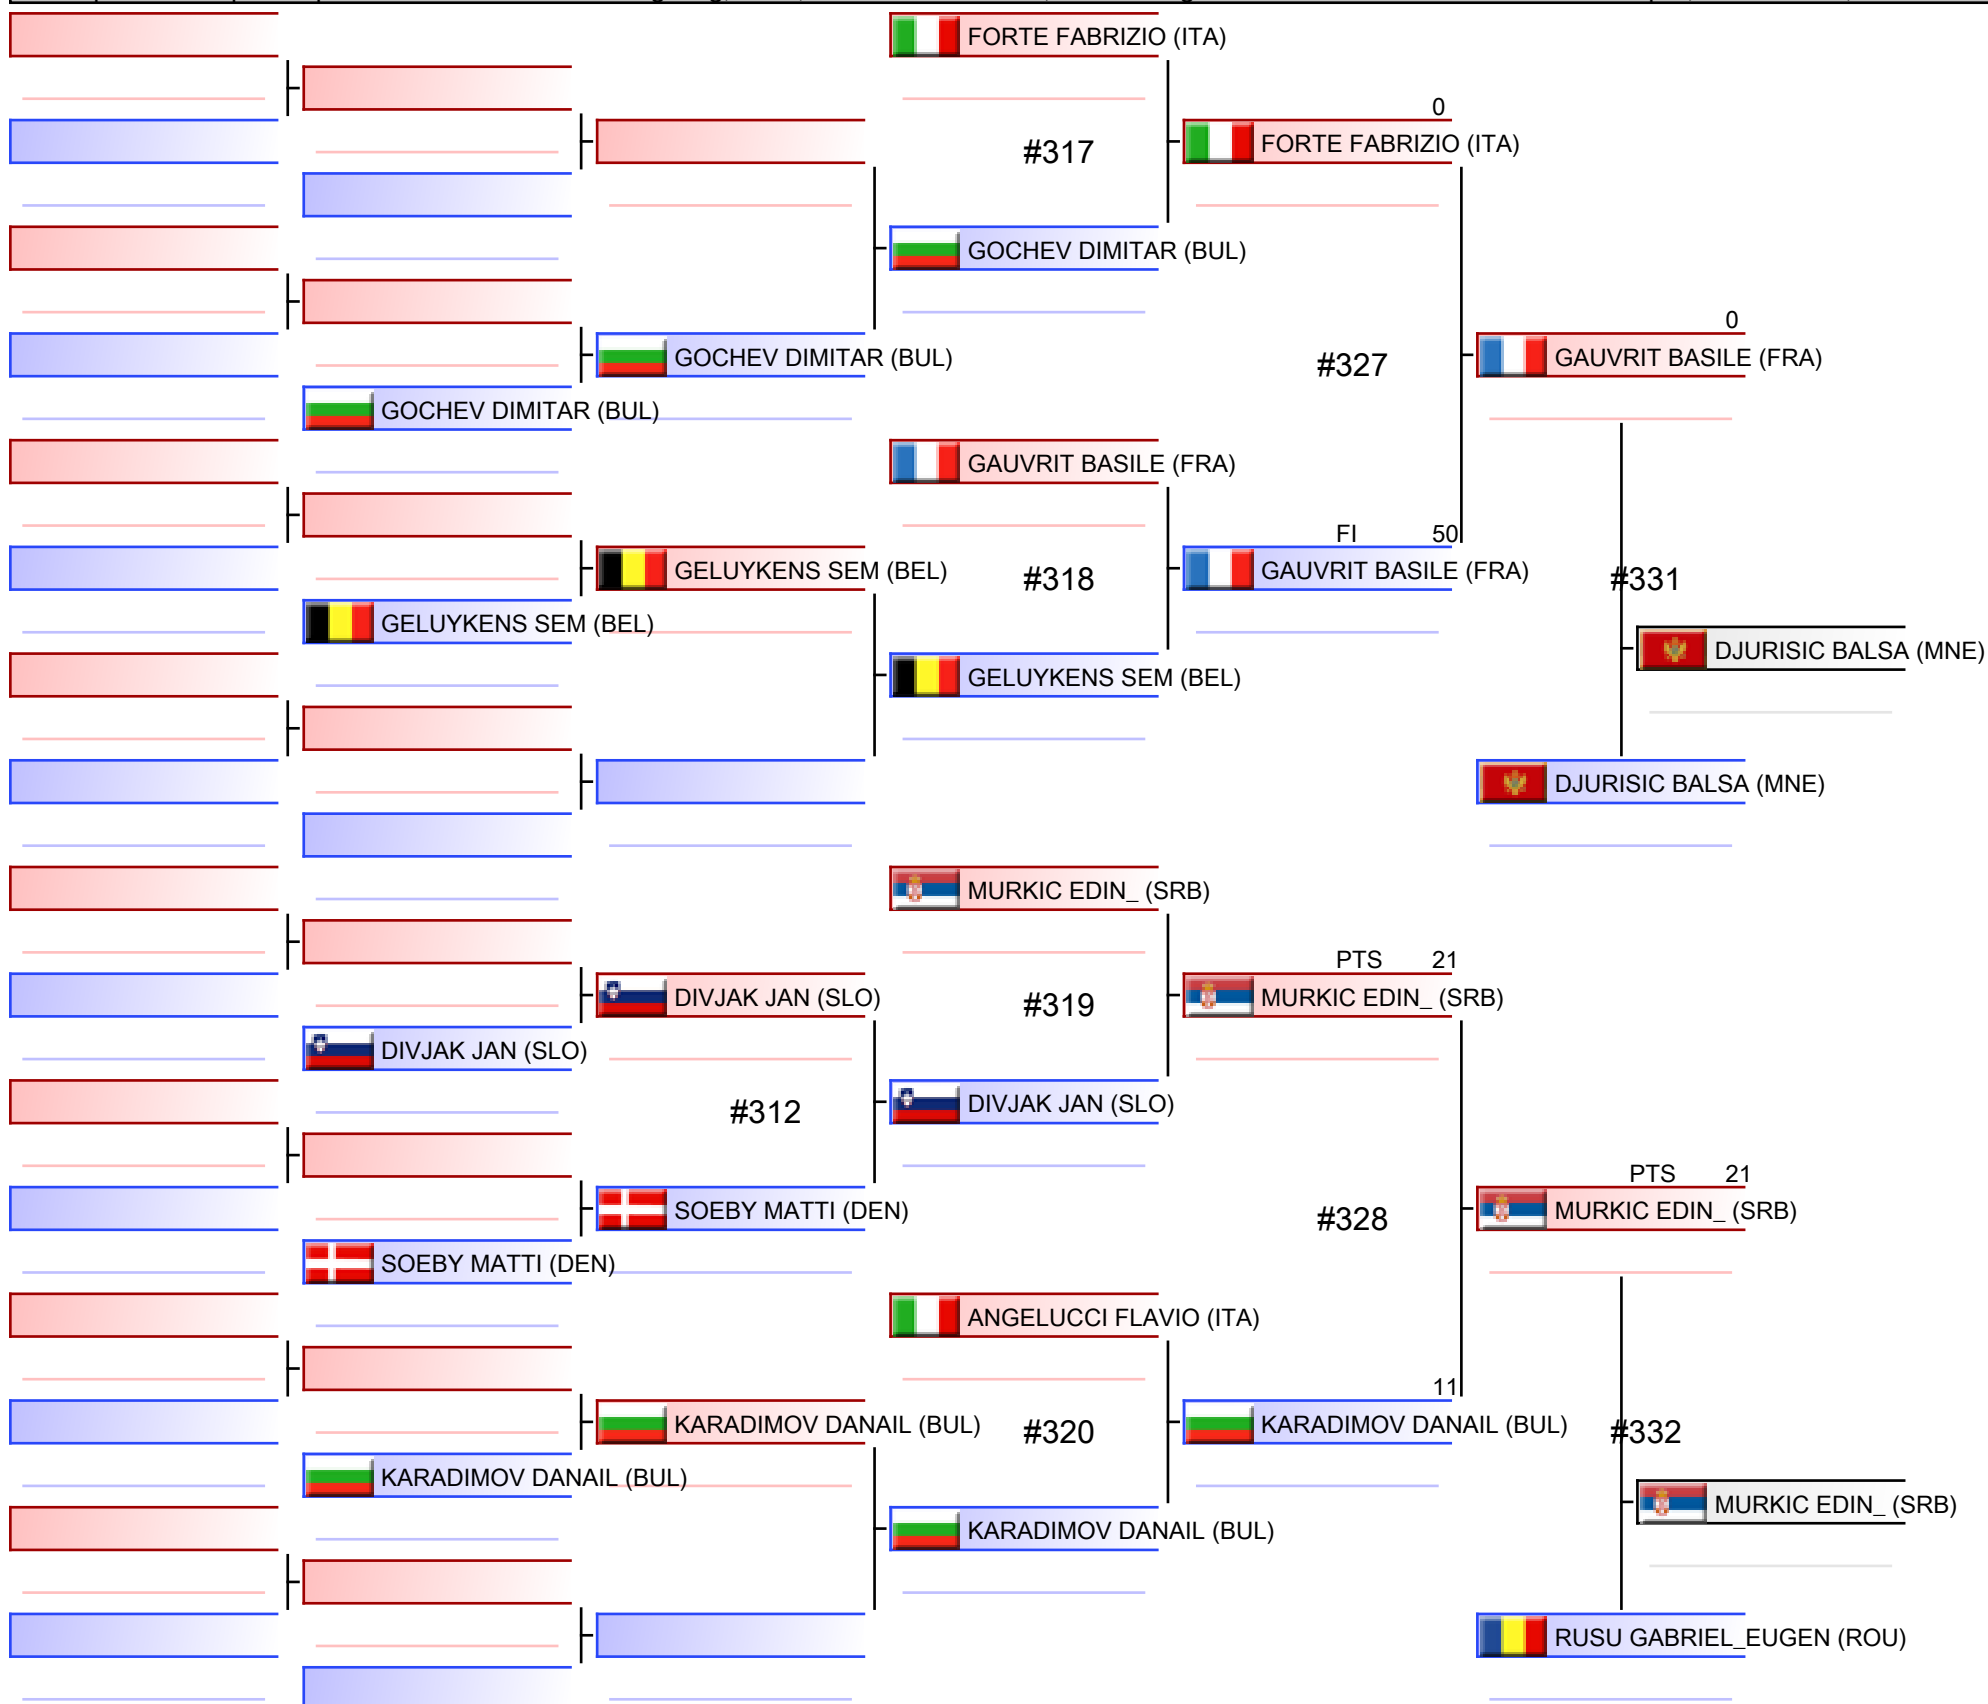 FORTE FABRIZIO (ITA)
0
#317
FORTE FABRIZIO (ITA)
GOCHEV DIMITAR (BUL)
0
GOCHEV DIMITAR (BUL)
#327
GAUVRIT BASILE (FRA)
GOCHEV DIMITAR (BUL)
GAUVRIT BASILE (FRA)
FI 50
GELUYKENS SEM (BEL)
#318
GAUVRIT BASILE (FRA)
#331
GELUYKENS SEM (BEL)
DJURISIC BALSA (MNE)
GELUYKENS SEM (BEL)
DJURISIC BALSA (MNE)
MURKIC EDIN_ (SRB)
PTS 21
DIVJAK JAN (SLO)
#319
MURKIC EDIN_ (SRB)
DIVJAK JAN (SLO)
#312
DIVJAK JAN (SLO)
PTS 21
SOEBY MATTI (DEN)
#328
MURKIC EDIN_ (SRB)
SOEBY MATTI (DEN)
ANGELUCCI FLAVIO (ITA)
11
KARADIMOV DANAIL (BUL)
#320
KARADIMOV DANAIL (BUL)
#332
KARADIMOV DANAIL (BUL)
MURKIC EDIN_ (SRB)
KARADIMOV DANAIL (BUL)
RUSU GABRIEL_EUGEN (ROU)